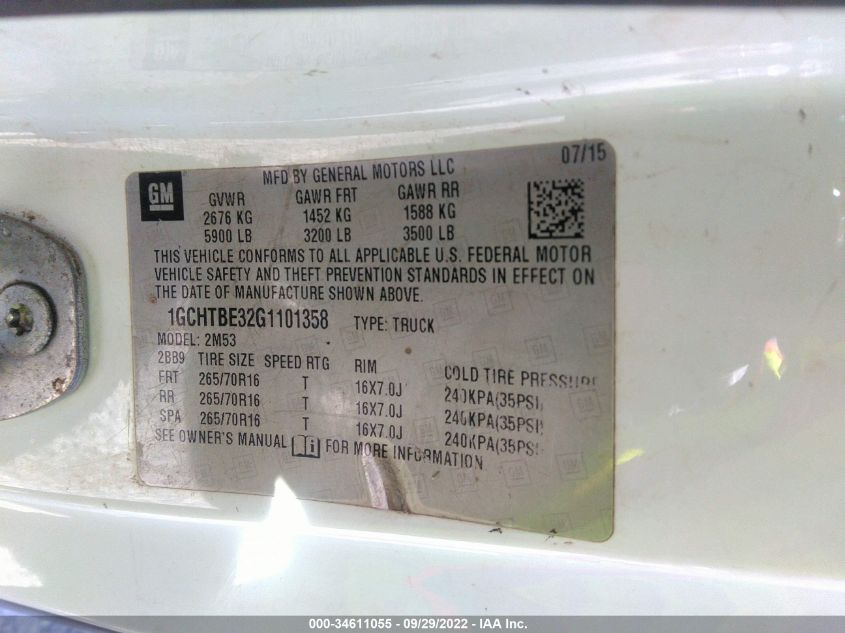 07/15
MFD BY GENERAL MOTORS LLC
GM
GVWR GAWR FRT GAWR RR
2676 KG 1452 KG 1588 KG
5900 LB 3200 LB 3500 LB
THIS VEHICLE CONFORMS TO ALL APPLICABLE U.S. FEDERAL MOTOR
VEHICLE SAFETY AND THEFT PREVENTION STANDARDS IN EFFECT ON
THE DATE OF MANUFACTURE SHOWN ABOVE.
1GCHTBE32G1101358 TYPE: TRUCK
MODEL: 2M53
2BB9 TIRE SIZE SPEED RTG RIM COLD TIRE PRESSURE
FRT 265/70R16 T 16X7.0J 240KPA(35PSI)
RR 265/70R16 T 16X7.0J 240KPA(35PSI)
SPA 265/70R16 T 16X7.0J 240KPA(35PSI)
SEE OWNER'S MANUAL FOR MORE INFORMATION
000-34611055 - 09/29/2022 - IAA Inc.